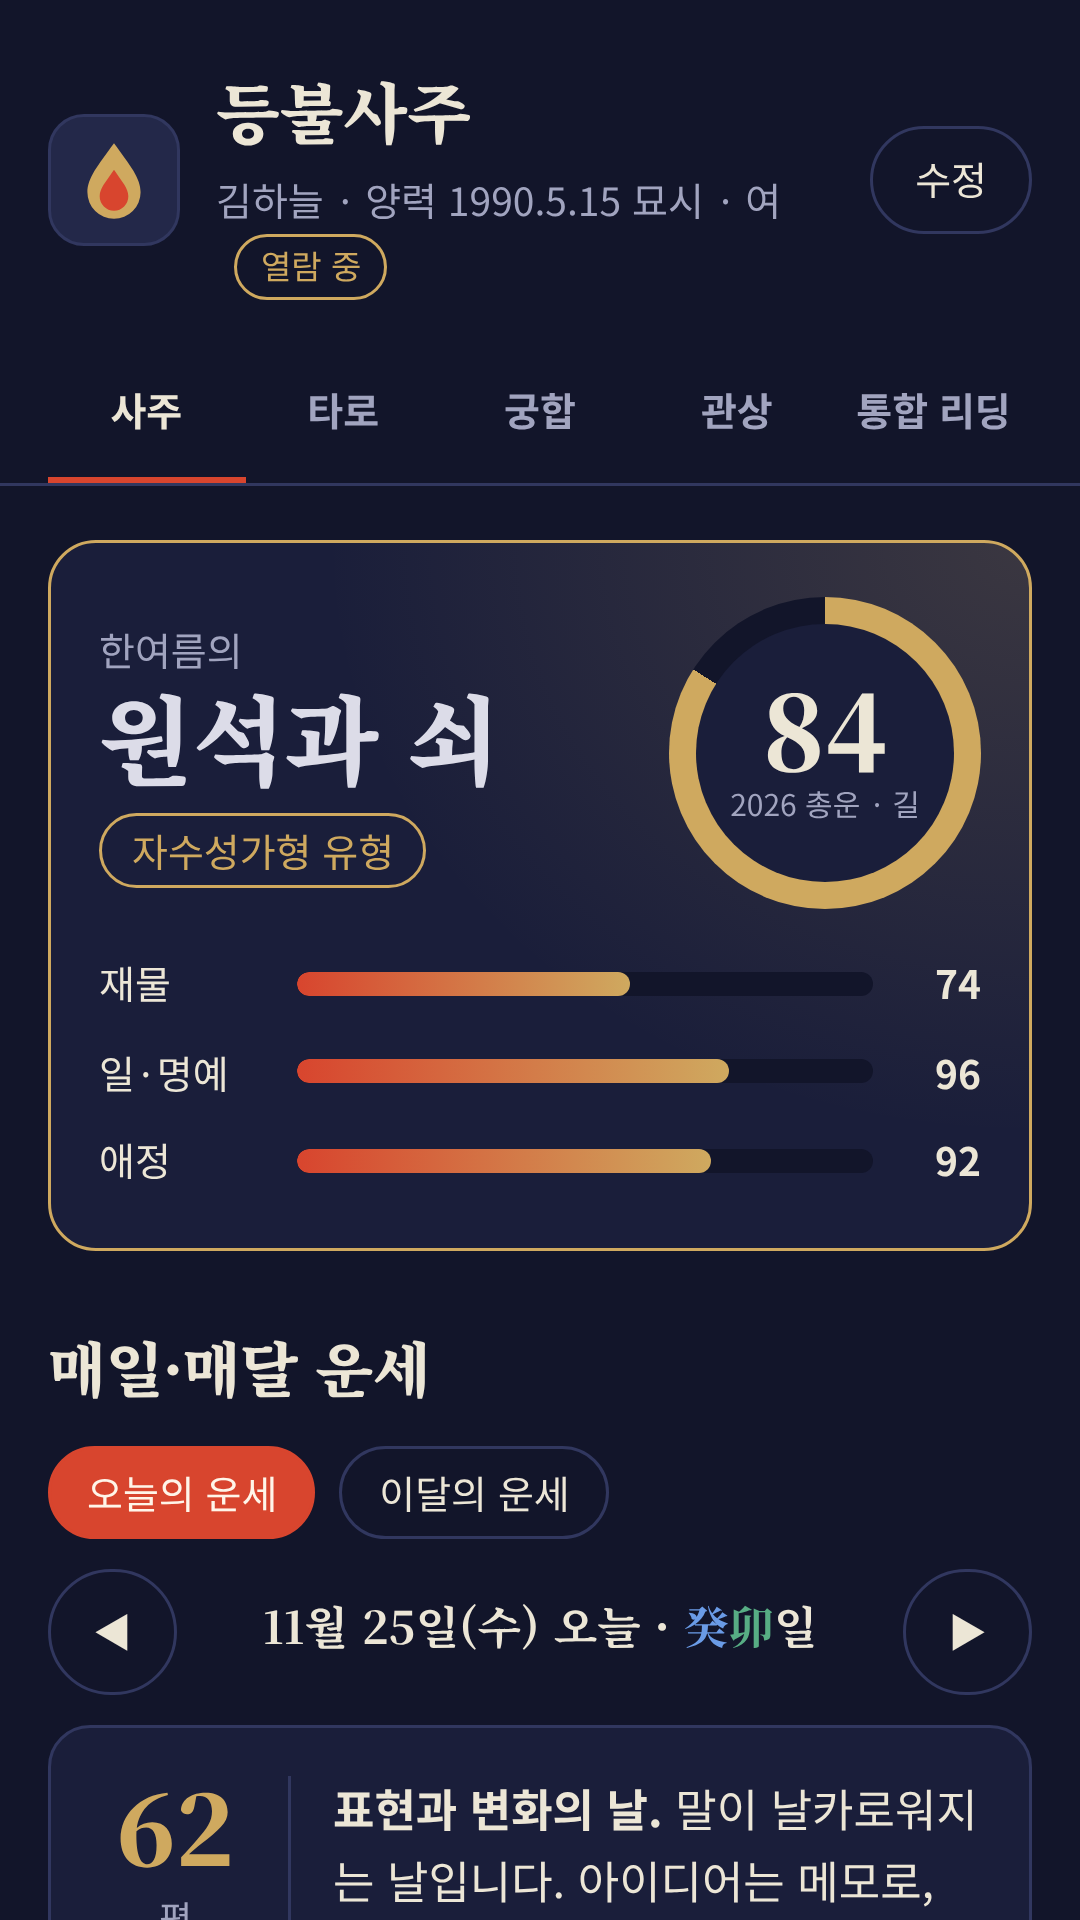 등불사주
김하늘 · 양력 1990.5.15 묘시 · 여
열람 중
수정
사주 타로 궁합 관상 통합 리딩
한여름의
원석과 쇠
자수성가형 유형
84
2026 총운 · 길
재물 74
일·명예 96
애정 92
매일·매달 운세
오늘의 운세 이달의 운세
◀ 11월 25일(수) 오늘 · 癸卯일 ▶
62
평
표현과 변화의 날. 말이 날카로워지
는 날입니다. 아이디어는 메모로,